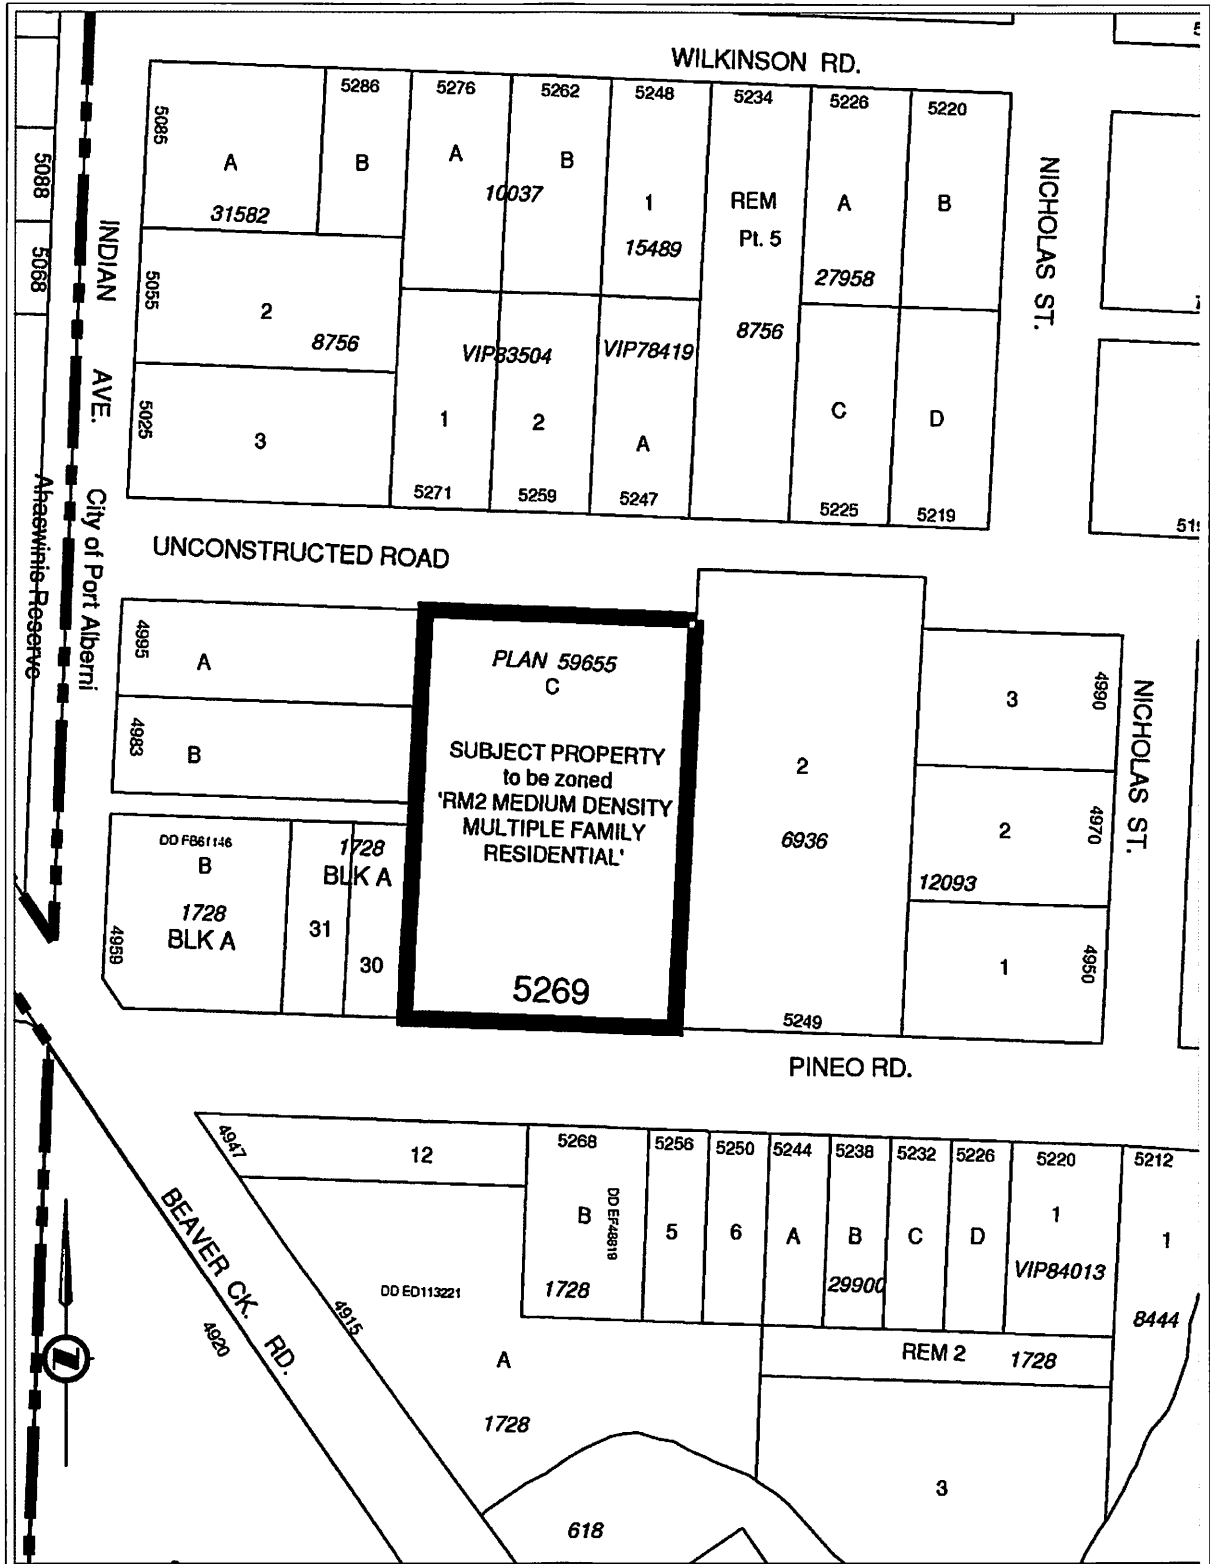 WILKINSON RD.
5286 5276 5262 5248 5234 5226 5220
5085
A B A B 1 REM A B
Pt. 5
31582 10037 15489 27958
NICHOLAS ST.
5088
5068
INDIAN AVE.
5055
2
8756
VIP83504 VIP78419 8756
5025
3
1 2 A C D
5271 5259 5247 5225 5219
City of Port Alberni
Ahaswinis Reserve
UNCONSTRUCTED ROAD
4995
A
4983
B
PLAN 59655
C
SUBJECT PROPERTY
to be zoned
'RM2 MEDIUM DENSITY
MULTIPLE FAMILY
RESIDENTIAL'
5269
2
6936
5249
3
4990
2
4970
12093
1
4950
NICHOLAS ST.
DD FB61146
B
1728
BLK A
4959
1728
BLK A
31
30
PINEO RD.
4947
12
5268 5256 5250 5244 5238 5232 5226 5220 5212
B
DD EF48819
1728
5 6 A B C D 1 1
29900
VIP84013
8444
BEAVER CK. RD.
4920
4915
DD ED113221
A
1728
REM 2 1728
3
618
Z